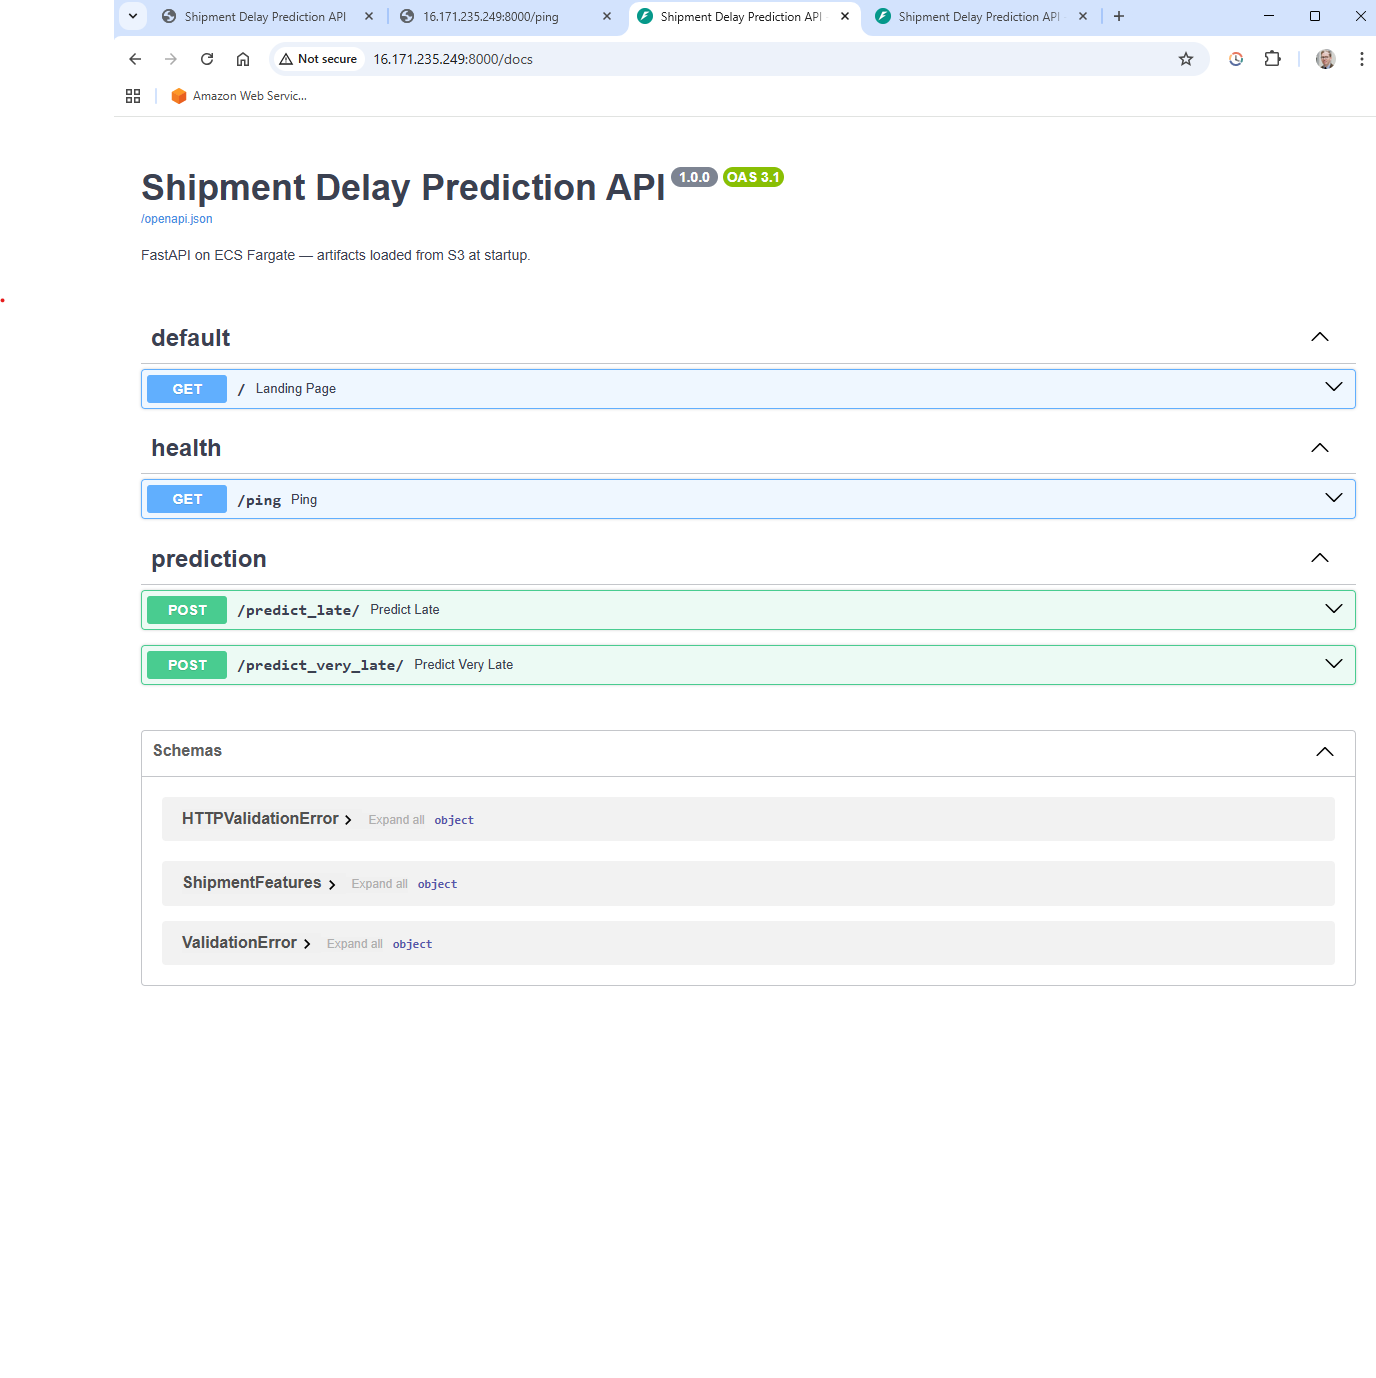 Shipment Delay Prediction API
16.171.235.249:8000/ping
Shipment Delay Prediction API
Shipment Delay Prediction API
Not secure
16.171.235.249:8000/docs
Amazon Web Servic...
Shipment Delay Prediction API 1.0.0 OAS 3.1
/openapi.json
FastAPI on ECS Fargate — artifacts loaded from S3 at startup.
default
GET / Landing Page
health
GET /ping Ping
prediction
POST /predict_late/ Predict Late
POST /predict_very_late/ Predict Very Late
Schemas
HTTPValidationError Expand all object
ShipmentFeatures Expand all object
ValidationError Expand all object